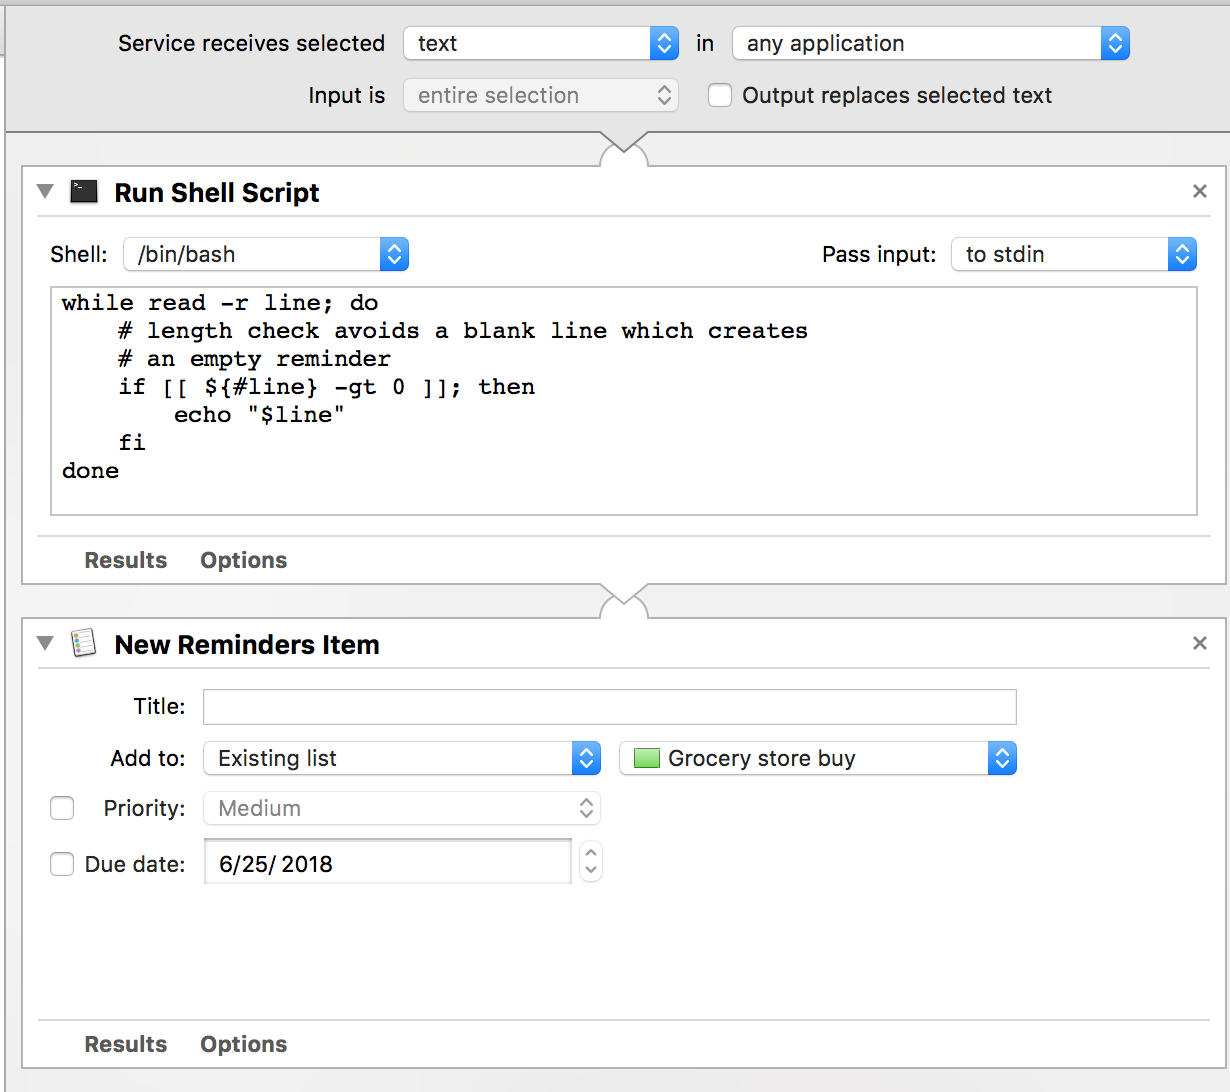 Service receives selected text in any application
Input is entire selection Output replaces selected text
Run Shell Script
Shell: /bin/bash Pass input: to stdin
while read -r line; do
    # length check avoids a blank line which creates
    # an empty reminder
    if [[ ${#line} -gt 0 ]]; then
        echo "$line"
    fi
done
Results Options
New Reminders Item
Title:
Add to: Existing list Grocery store buy
Priority: Medium
Due date: 6/25/ 2018
Results Options